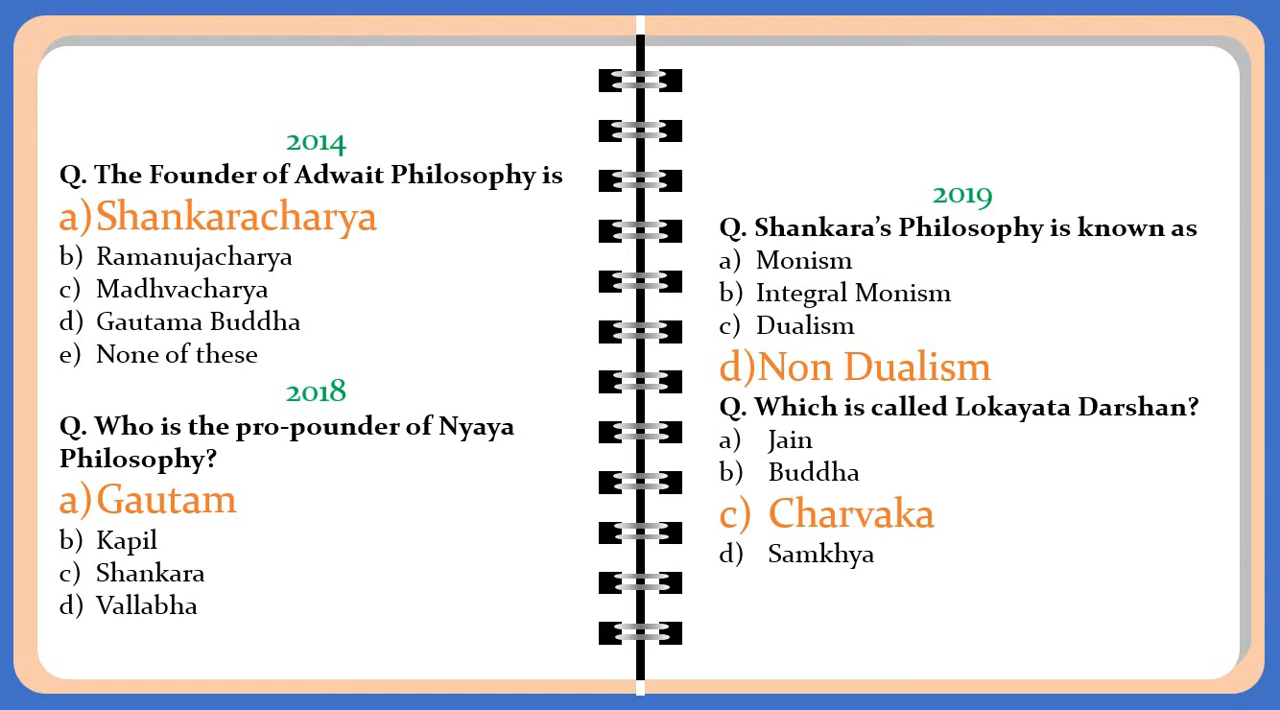 2014
Q. The Founder of Adwait Philosophy is
a) Shankaracharya
b) Ramanujacharya
c) Madhvacharya
d) Gautama Buddha
e) None of these
2018
Q. Who is the pro-pounder of Nyaya
Philosophy?
a) Gautam
b) Kapil
c) Shankara
d) Vallabha
2019
Q. Shankara’s Philosophy is known as
a) Monism
b) Integral Monism
c) Dualism
d) Non Dualism
Q. Which is called Lokayata Darshan?
a) Jain
b) Buddha
c) Charvaka
d) Samkhya